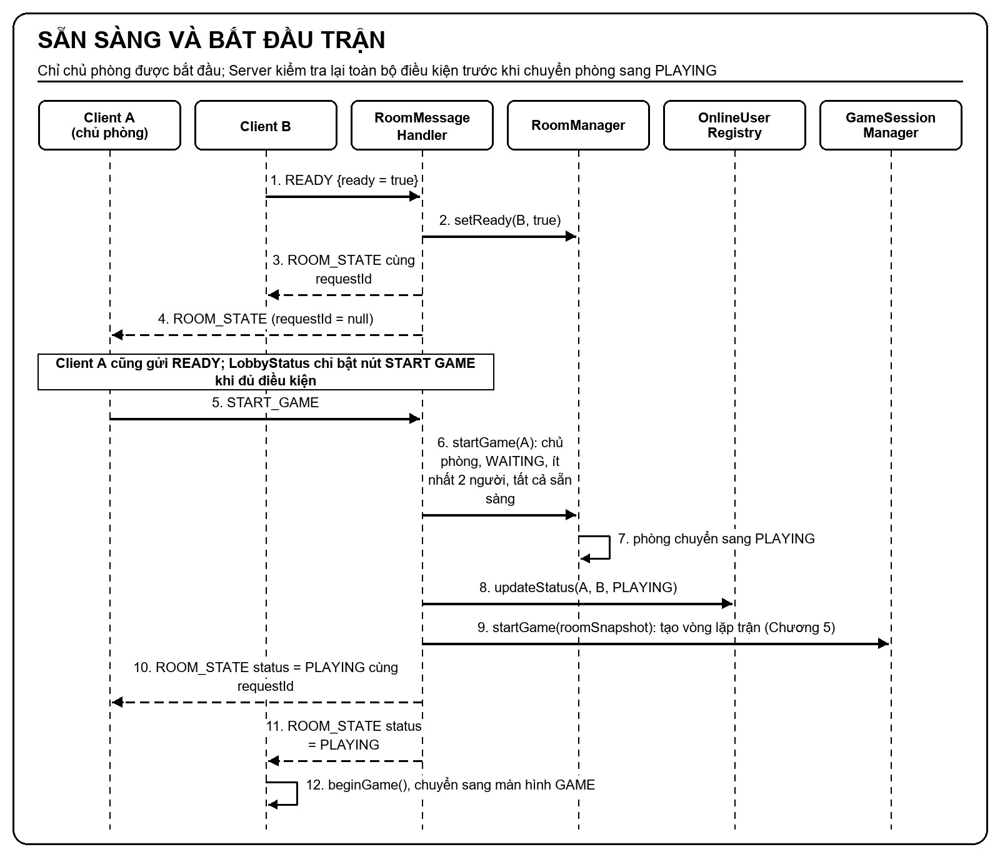 SẴN SÀNG VÀ BẮT ĐẦU TRẬN
Chỉ chủ phòng được bắt đầu; Server kiểm tra lại toàn bộ điều kiện trước khi chuyển phòng sang PLAYING
Client A
(chủ phòng)
Client B
RoomMessage
Handler
RoomManager
OnlineUser
Registry
GameSession
Manager
1. READY {ready = true}
2. setReady(B, true)
3. ROOM_STATE cùng
requestId
4. ROOM_STATE (requestId = null)
Client A cũng gửi READY; LobbyStatus chỉ bật nút START GAME
khi đủ điều kiện
5. START_GAME
6. startGame(A): chủ
phòng, WAITING, ít
nhất 2 người, tất cả sẵn
sàng
7. phòng chuyển sang PLAYING
8. updateStatus(A, B, PLAYING)
9. startGame(roomSnapshot): tạo vòng lặp trận (Chương 5)
10. ROOM_STATE status = PLAYING cùng
requestId
11. ROOM_STATE status
= PLAYING
12. beginGame(), chuyển sang màn hình GAME